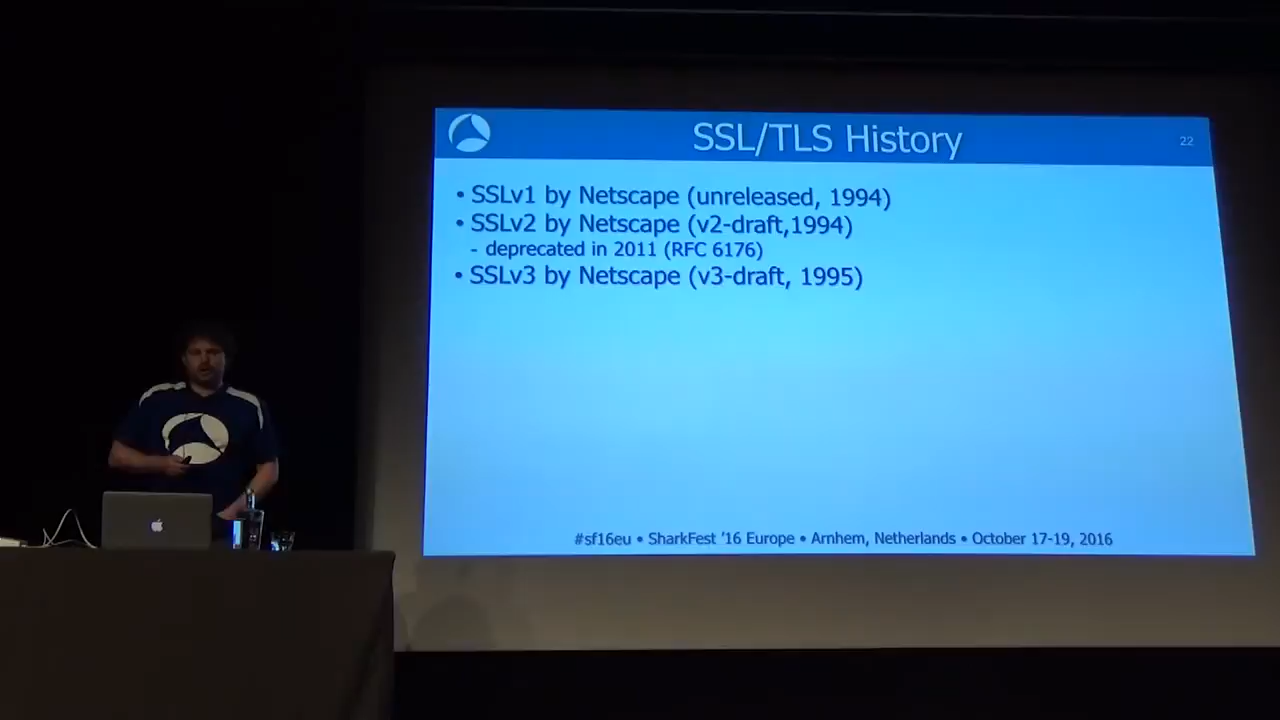 SSL/TLS History
22
• SSLv1 by Netscape (unreleased, 1994)
• SSLv2 by Netscape (v2-draft,1994)
- deprecated in 2011 (RFC 6176)
• SSLv3 by Netscape (v3-draft, 1995)
#sf16eu • SharkFest '16 Europe • Arnhem, Netherlands • October 17-19, 2016